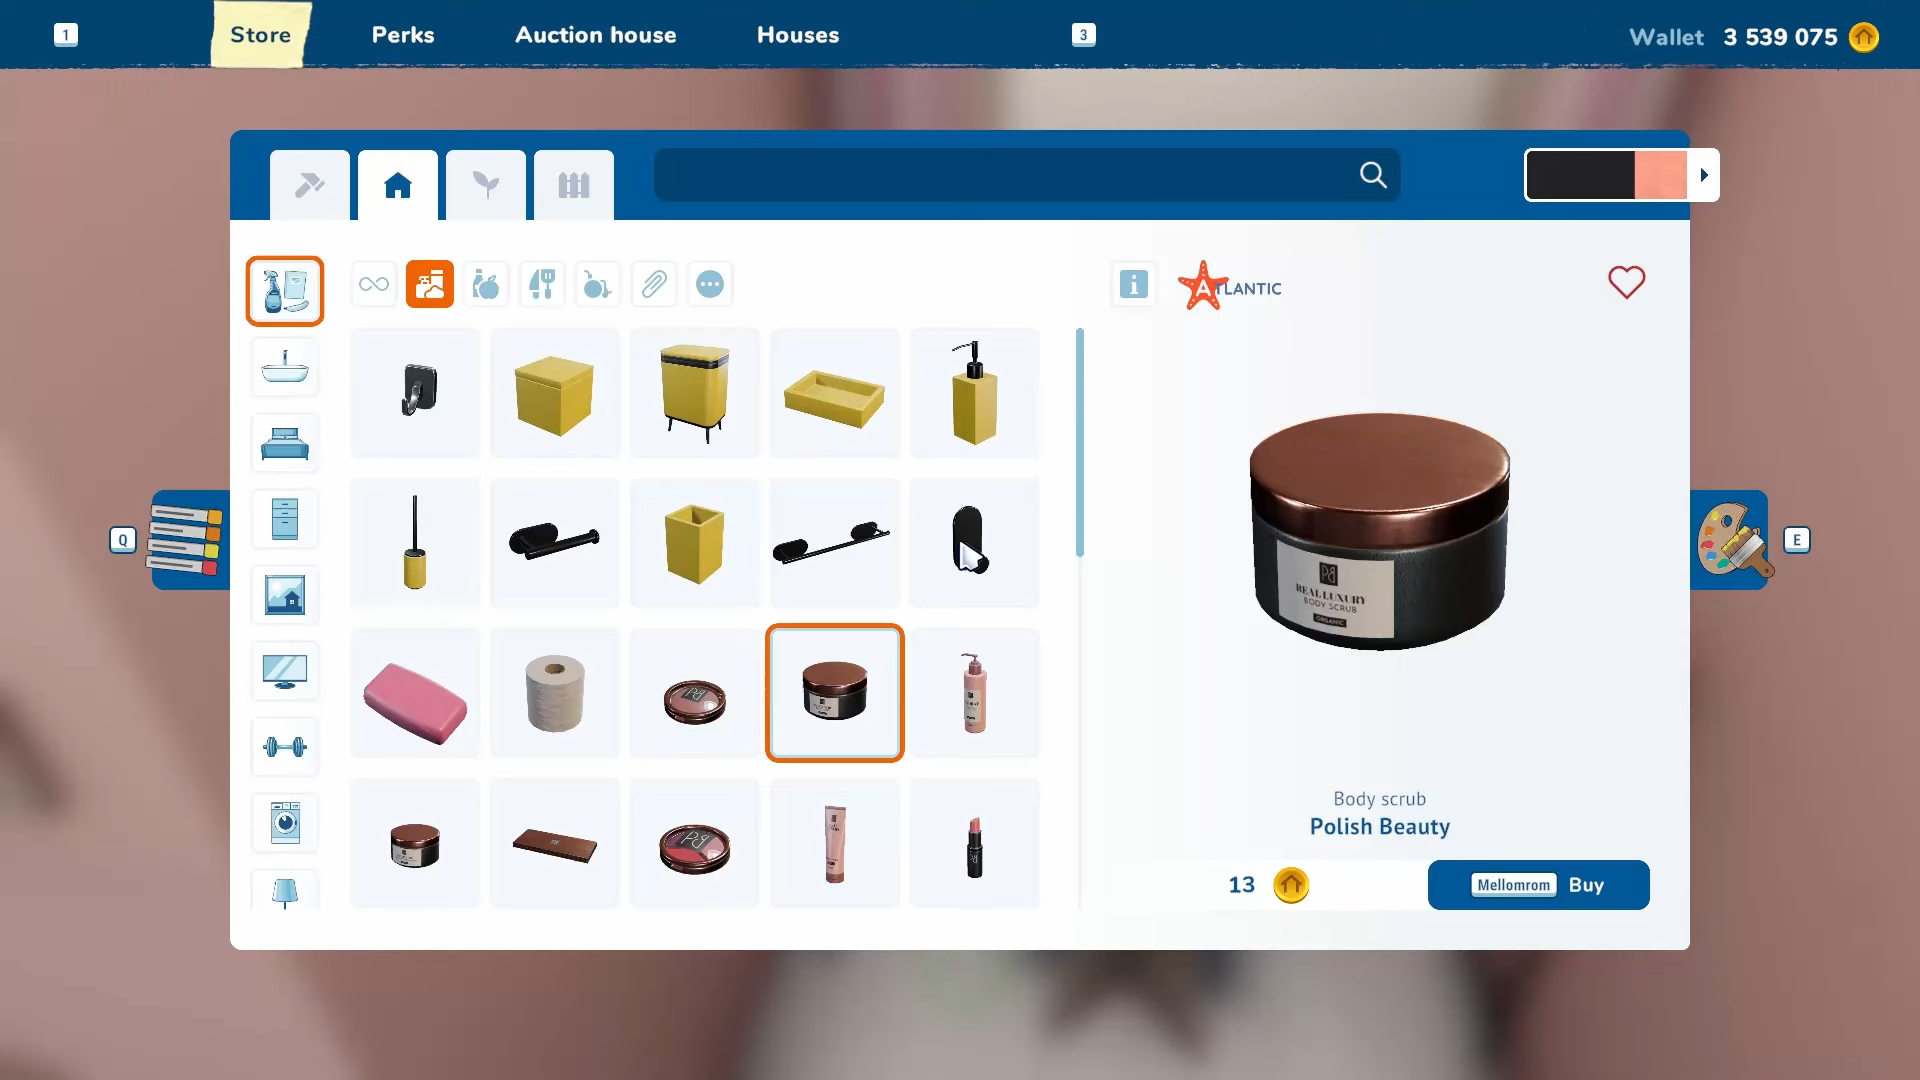 1
Store
Perks
Auction house
Houses
3
Wallet 3 539 075
ATLANTIC
Q
E
REAL LUXURY
BODY SCRUB
ORGANIC
Body scrub
Polish Beauty
13
Mellomrom Buy